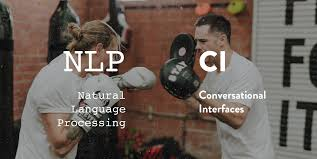 NLP
Natural
Language
Processing
CI
Conversational
Interfaces